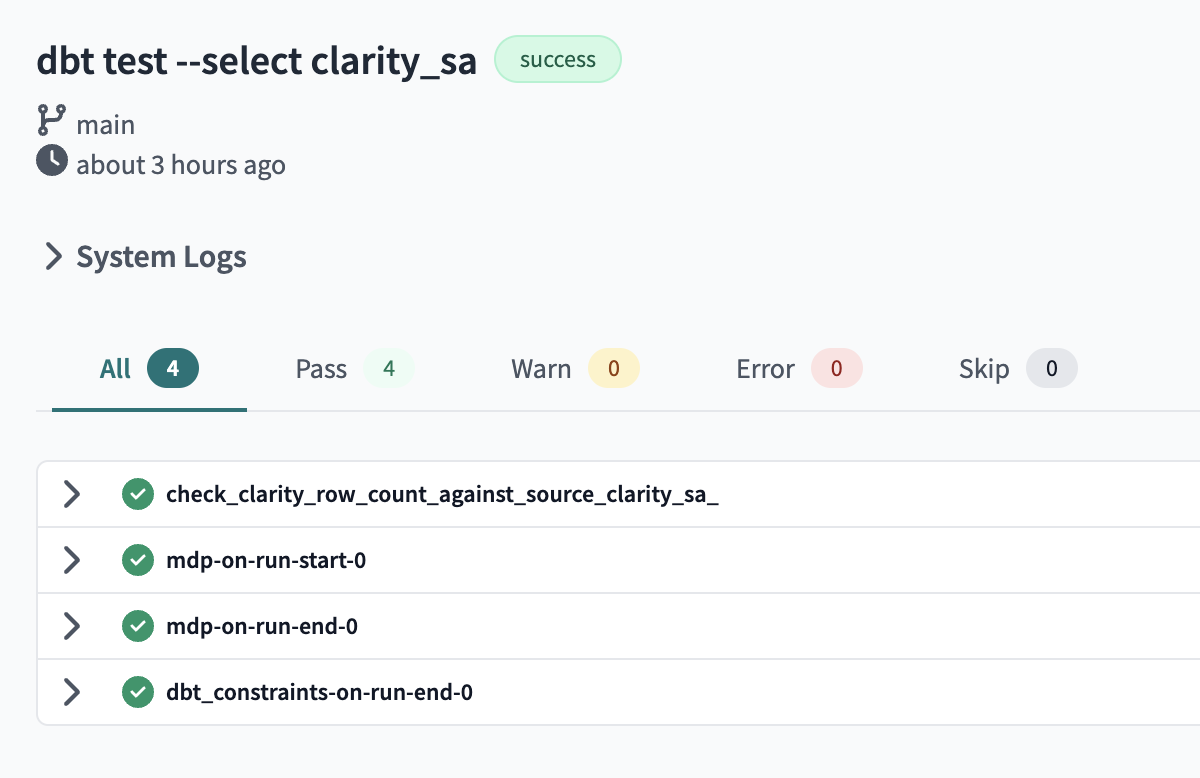 dbt test --select clarity_sa success
main
about 3 hours ago
System Logs
All 4 Pass 4 Warn 0 Error 0 Skip 0
check_clarity_row_count_against_source_clarity_sa_
mdp-on-run-start-0
mdp-on-run-end-0
dbt_constraints-on-run-end-0